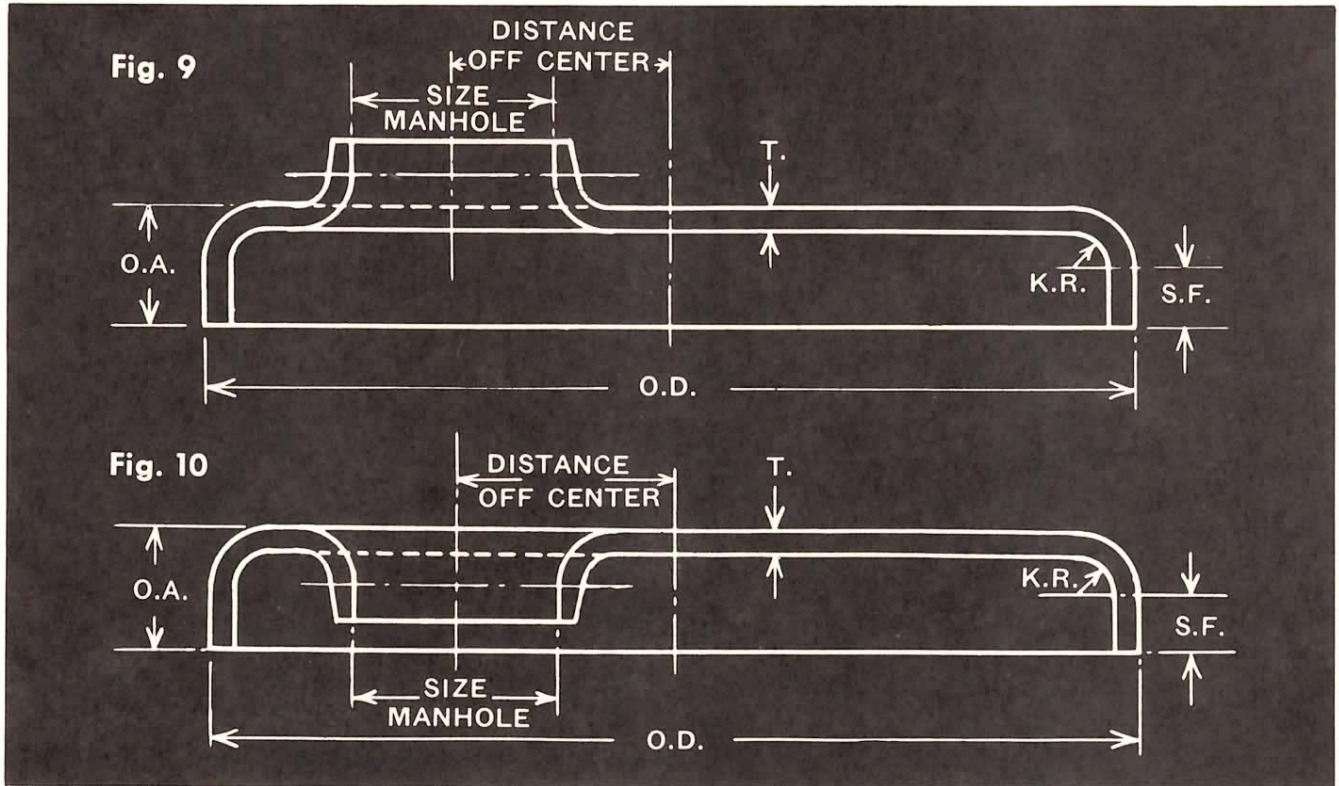 Fig. 9
DISTANCE
OFF CENTER
SIZE
MANHOLE
T.
O.A.
K.R.
S.F.
O.D.
Fig. 10
DISTANCE
OFF CENTER
T.
O.A.
K.R.
S.F.
SIZE
MANHOLE
O.D.